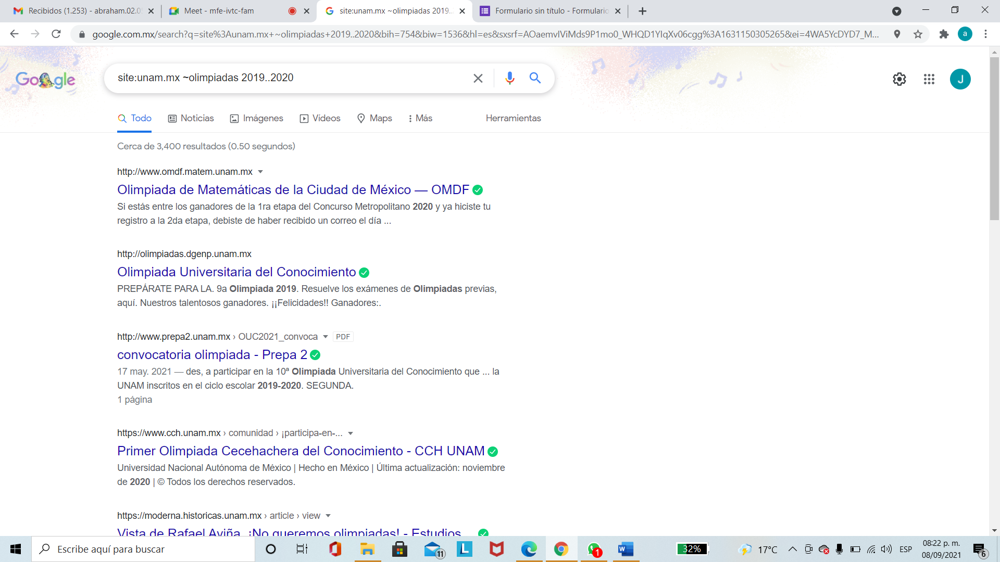 Recibidos (1.253) - abraham.02.05
Meet - mfe-ivtc-fam
site:unam.mx ~olimpiadas 2019..
Formulario sin título - Formulario
google.com.mx/search?q=site%3Aunam.mx+~olimpiadas+2019..2020&bih=754&biw=1536&hl=es&sxsrf=AOaemvIViMds9P1mo0_WHQD1YIqXv06cgg%3A1631150305265&ei=4WA5YcDYD7_M...
a
Google
site:unam.mx ~olimpiadas 2019..2020
J
Todo
Noticias
Imágenes
Vídeos
Maps
Más
Herramientas
Cerca de 3,400 resultados (0.50 segundos)
http://www.omdf.matem.unam.mx
Olimpiada de Matemáticas de la Ciudad de México — OMDF
Si estás entre los ganadores de la 1ra etapa del Concurso Metropolitano 2020 y ya hiciste tu
registro a la 2da etapa, debiste de haber recibido un correo el día ...
http://olimpiadas.dgenp.unam.mx
Olimpiada Universitaria del Conocimiento
PREPÁRATE PARA LA. 9a Olimpiada 2019. Resuelve los exámenes de Olimpiadas previas,
aquí. Nuestros talentosos ganadores. ¡¡Felicidades!! Ganadores:.
http://www.prepa2.unam.mx › OUC2021_convoca PDF
convocatoria olimpiada - Prepa 2
17 may. 2021 — des, a participar en la 10ª Olimpiada Universitaria del Conocimiento que ... la
UNAM inscritos en el ciclo escolar 2019-2020. SEGUNDA.
1 página
https://www.cch.unam.mx › comunidad › ¡participa-en-...
Primer Olimpiada Cecehachera del Conocimiento - CCH UNAM
Universidad Nacional Autónoma de México | Hecho en México | Última actualización: noviembre
de 2020 | © Todos los derechos reservados.
https://moderna.historicas.unam.mx › article › view
Vista de Rafael Aviña, ¡No queremos olimpiadas! - Estudios ...
Escribe aquí para buscar
11
L
1
W
32%
17°C
ESP
08:22 p. m.
08/09/2021
6